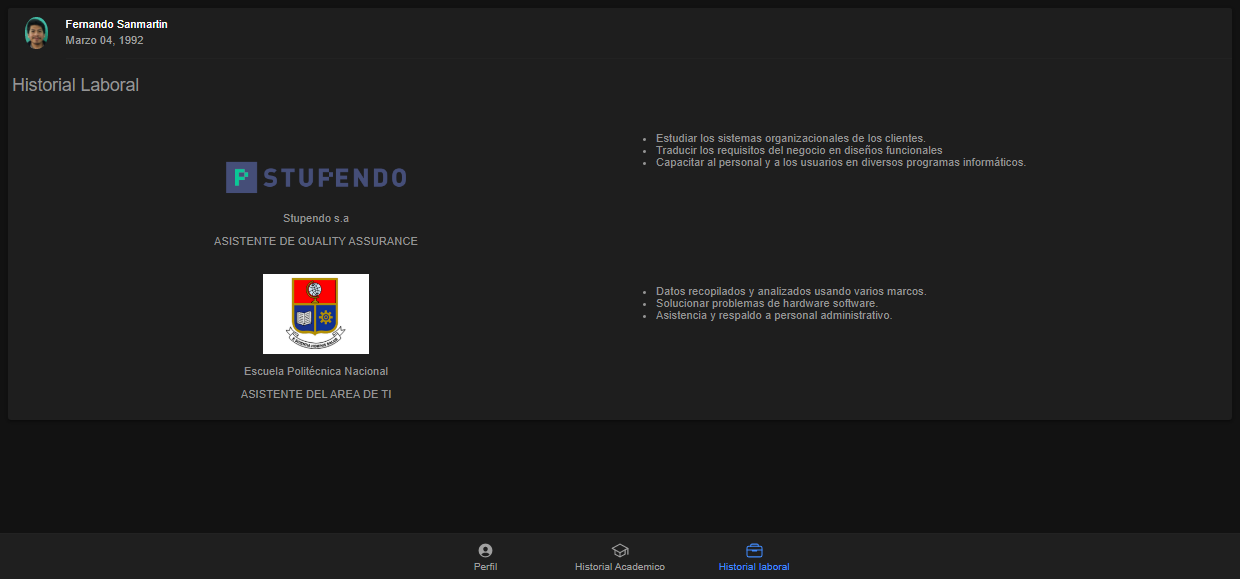 Fernando Sanmartin
Marzo 04, 1992
Historial Laboral
STUPENDO
Stupendo s.a
ASISTENTE DE QUALITY ASSURANCE
Estudiar los sistemas organizacionales de los clientes.
Traducir los requisitos del negocio en diseños funcionales
Capacitar al personal y a los usuarios en diversos programas informáticos.
Escuela Politécnica Nacional
ASISTENTE DEL AREA DE TI
Datos recopilados y analizados usando varios marcos.
Solucionar problemas de hardware software.
Asistencia y respaldo a personal administrativo.
Perfil
Historial Academico
Historial laboral